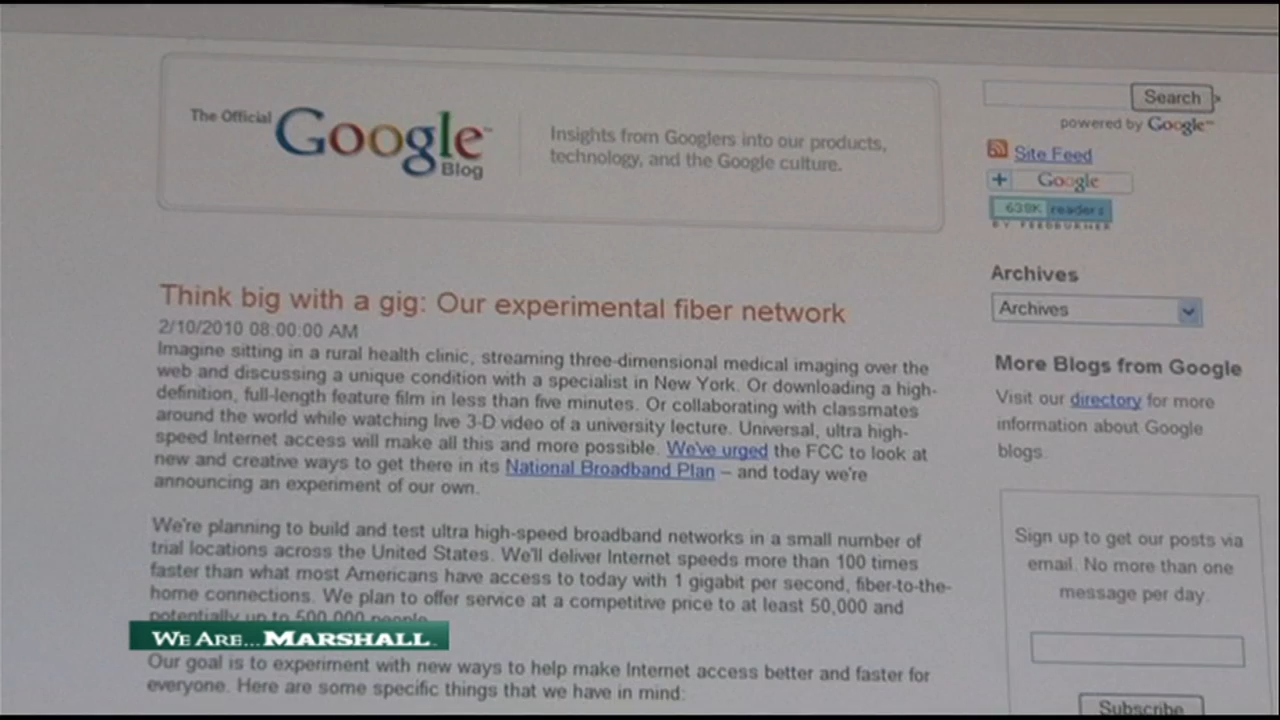 The Official Google™ Blog
Insights from Googlers into our products,
technology, and the Google culture.
Search
powered by Google™
Site Feed
+ Google
638K readers
BY FEEDBURNER
Think big with a gig: Our experimental fiber network
2/10/2010 08:00:00 AM
Imagine sitting in a rural health clinic, streaming three-dimensional medical imaging over the
web and discussing a unique condition with a specialist in New York. Or downloading a high-
definition, full-length feature film in less than five minutes. Or collaborating with classmates
around the world while watching live 3-D video of a university lecture. Universal, ultra high-
speed Internet access will make all this and more possible. We've urged the FCC to look at
new and creative ways to get there in its National Broadband Plan – and today we're
announcing an experiment of our own.
We're planning to build and test ultra high-speed broadband networks in a small number of
trial locations across the United States. We'll deliver Internet speeds more than 100 times
faster than what most Americans have access to today with 1 gigabit per second, fiber-to-the-
home connections. We plan to offer service at a competitive price to at least 50,000 and
potentially up to 500,000 people.
Our goal is to experiment with new ways to help make Internet access better and faster for
everyone. Here are some specific things that we have in mind:
Archives
Archives
More Blogs from Google
Visit our directory for more
information about Google
blogs.
Sign up to get our posts via
email. No more than one
message per day.
Subscribe
WE ARE... MARSHALL